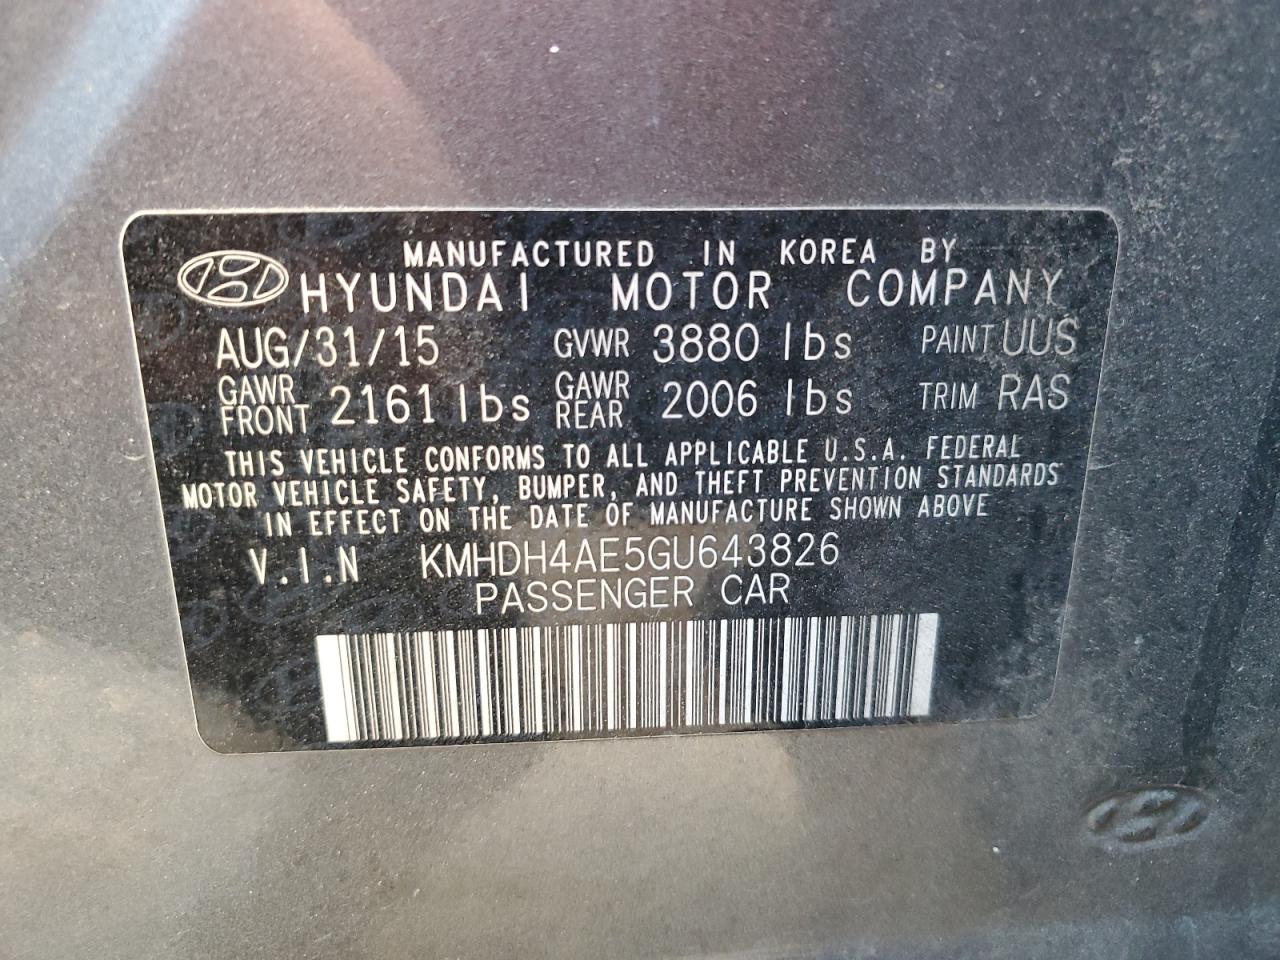 MANUFACTURED IN KOREA BY
HYUNDAI MOTOR COMPANY
AUG/31/15 GVWR 3880 lbs PAINT UUS
GAWR FRONT 2161 lbs GAWR REAR 2006 lbs TRIM RAS
THIS VEHICLE CONFORMS TO ALL APPLICABLE U.S.A. FEDERAL
MOTOR VEHICLE SAFETY, BUMPER, AND THEFT PREVENTION STANDARDS
IN EFFECT ON THE DATE OF MANUFACTURE SHOWN ABOVE
V.I.N KMHDH4AE5GU643826
PASSENGER CAR